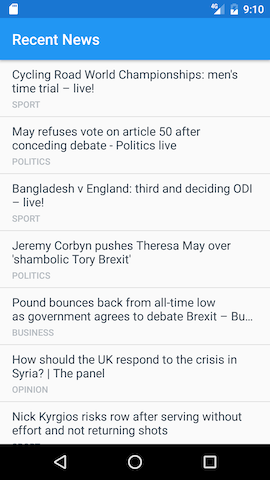 4G 9:10
Recent News
Cycling Road World Championships: men's
time trial – live!
SPORT
May refuses vote on article 50 after
conceding debate - Politics live
POLITICS
Bangladesh v England: third and deciding ODI
– live!
SPORT
Jeremy Corbyn pushes Theresa May over
'shambolic Tory Brexit'
POLITICS
Pound bounces back from all-time low
as government agrees to debate Brexit – Bu...
BUSINESS
How should the UK respond to the crisis in
Syria? | The panel
OPINION
Nick Kyrgios risks row after serving without
effort and not returning shots
SPORT